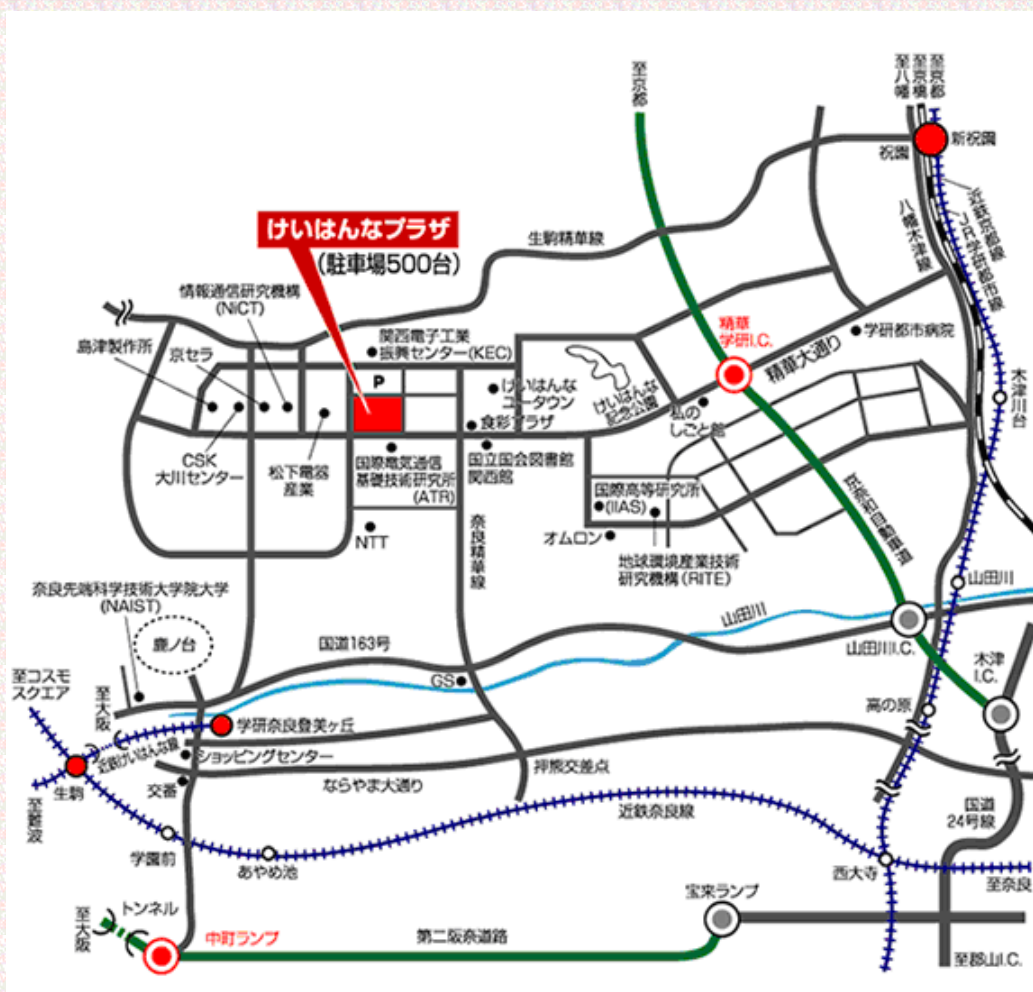 至京都
至八幡
至京橋
至京都
祝園
新祝園
近鉄京都線
JR学研都市線
八幡木津線
けいはんなプラザ
(駐車場500台)
生駒精華線
情報通信研究機構
(NiCT)
島津製作所
京セラ
関西電子工業
振興センター(KEC)
精華
学研I.C.
学研都市病院
精華大通り
P
けいはんな
ユータウン
けいはんな
記念公園
私の
しごと館
食彩プラザ
木津川台
CSK
大川センター
松下電器
産業
国際電気通信
基礎技術研究所
(ATR)
国立国会図書館
関西館
国際高等研究所
(IIAS)
NTT
奈良精華線
オムロン
地球環境産業技術
研究機構(RITE)
京奈和自動車道
奈良先端科学技術大学院大学
(NAIST)
鹿ノ台
国道163号
山田川
山田川
山田川I.C.
木津
I.C.
至コスモ
スクエア
至大阪
GS
高の原
学研奈良登美ヶ丘
近鉄けいはんな線
ショッピングセンター
押熊交差点
生駒
交番
ならやま大通り
至難波
近鉄奈良線
国道
24号線
学園前
あやめ池
西大寺
至奈良
宝来ランプ
トンネル
至大阪
中町ランプ
第二阪奈道路
至郡山I.C.